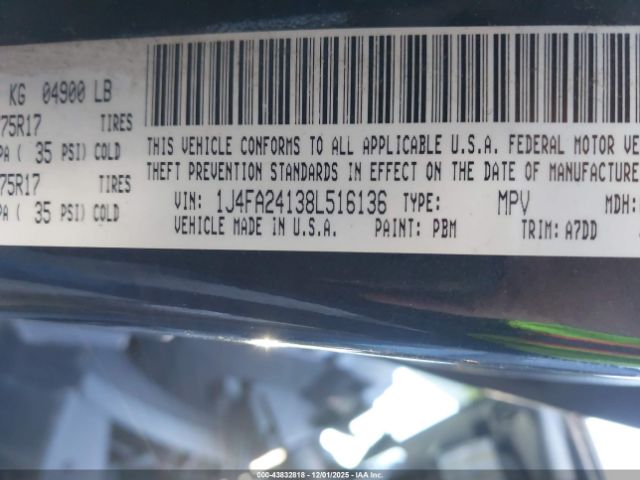 KG 04900 LB
75R17 TIRES
PA ( 35 PSI) COLD
75R17 TIRES
PA ( 35 PSI) COLD
THIS VEHICLE CONFORMS TO ALL APPLICABLE U.S.A. FEDERAL MOTOR VE
THEFT PREVENTION STANDARDS IN EFFECT ON THE DATE OF MANUFACTURE
VIN: 1J4FA24138L516136 TYPE: MPV MDH:
VEHICLE MADE IN U.S.A. PAINT: PBM TRIM: A7DD
000-43832818 - 12/01/2025 - IAA Inc.